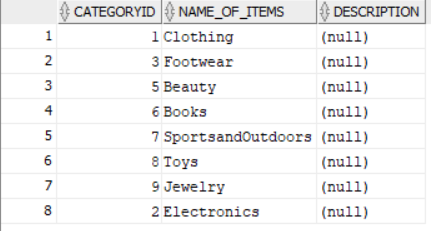 CATEGORYID NAME_OF_ITEMS DESCRIPTION
1 1 Clothing (null)
2 3 Footwear (null)
3 5 Beauty (null)
4 6 Books (null)
5 7 SportsandOutdoors (null)
6 8 Toys (null)
7 9 Jewelry (null)
8 2 Electronics (null)